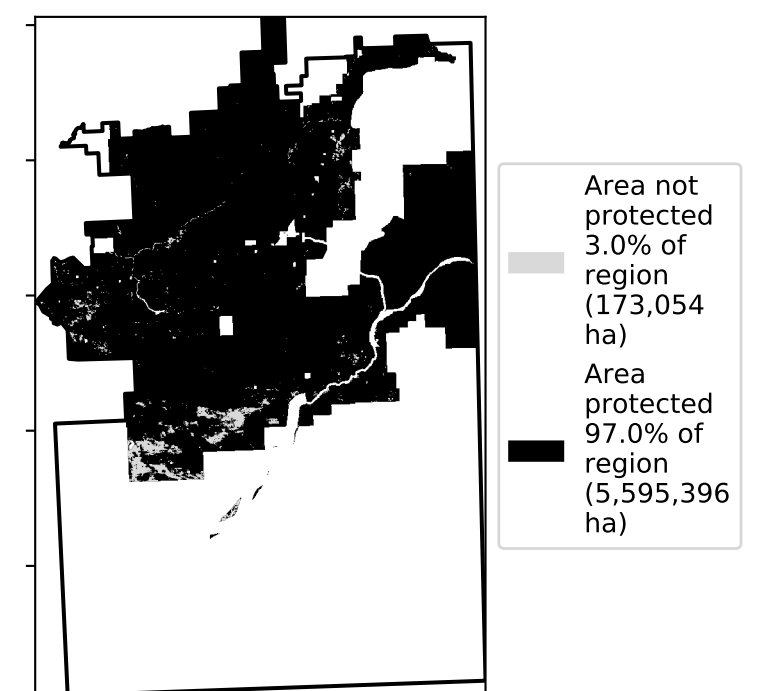 Area not
protected
3.0% of
region
(173,054
ha)
Area
protected
97.0% of
region
(5,595,396
ha)